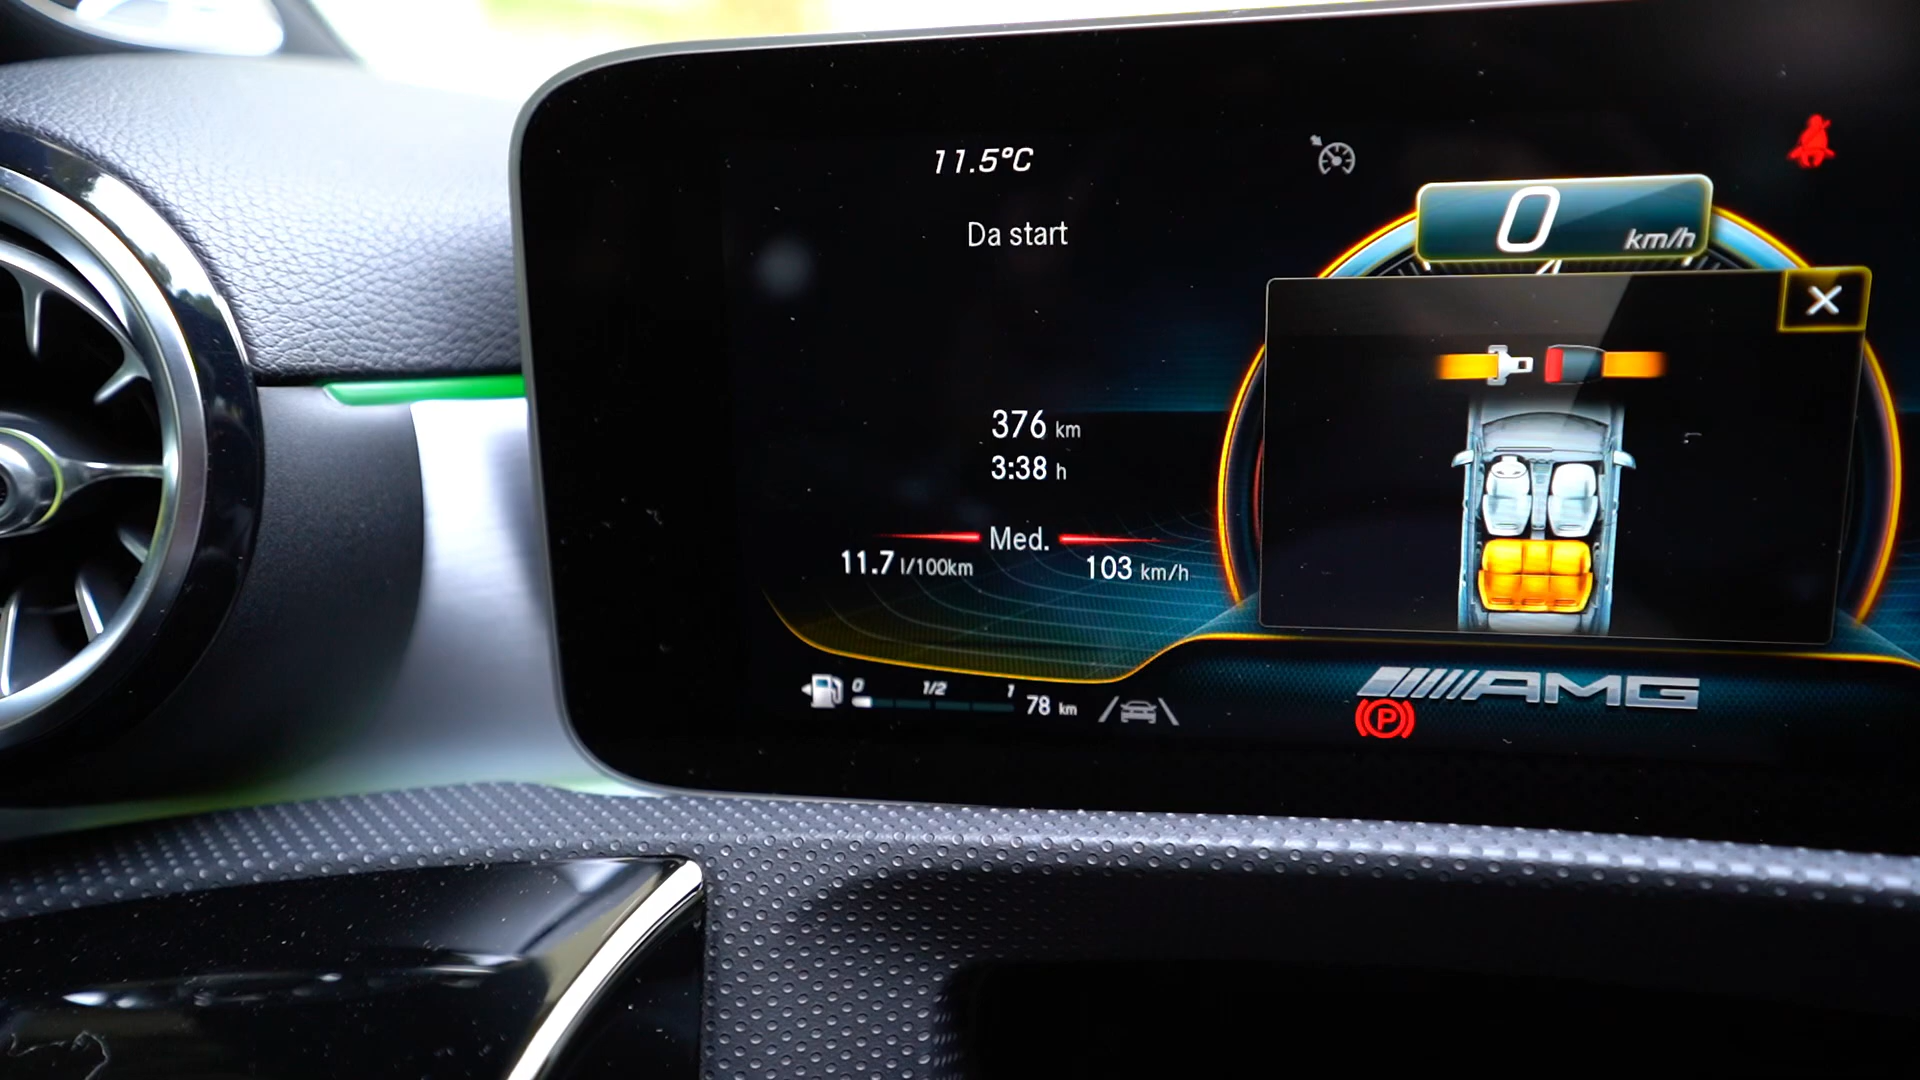 11.5°C
Da start
0 km/h
376 km
3:38 h
Med.
11.7 l/100km 103 km/h
0 1/2 1 78 km
AMG
P